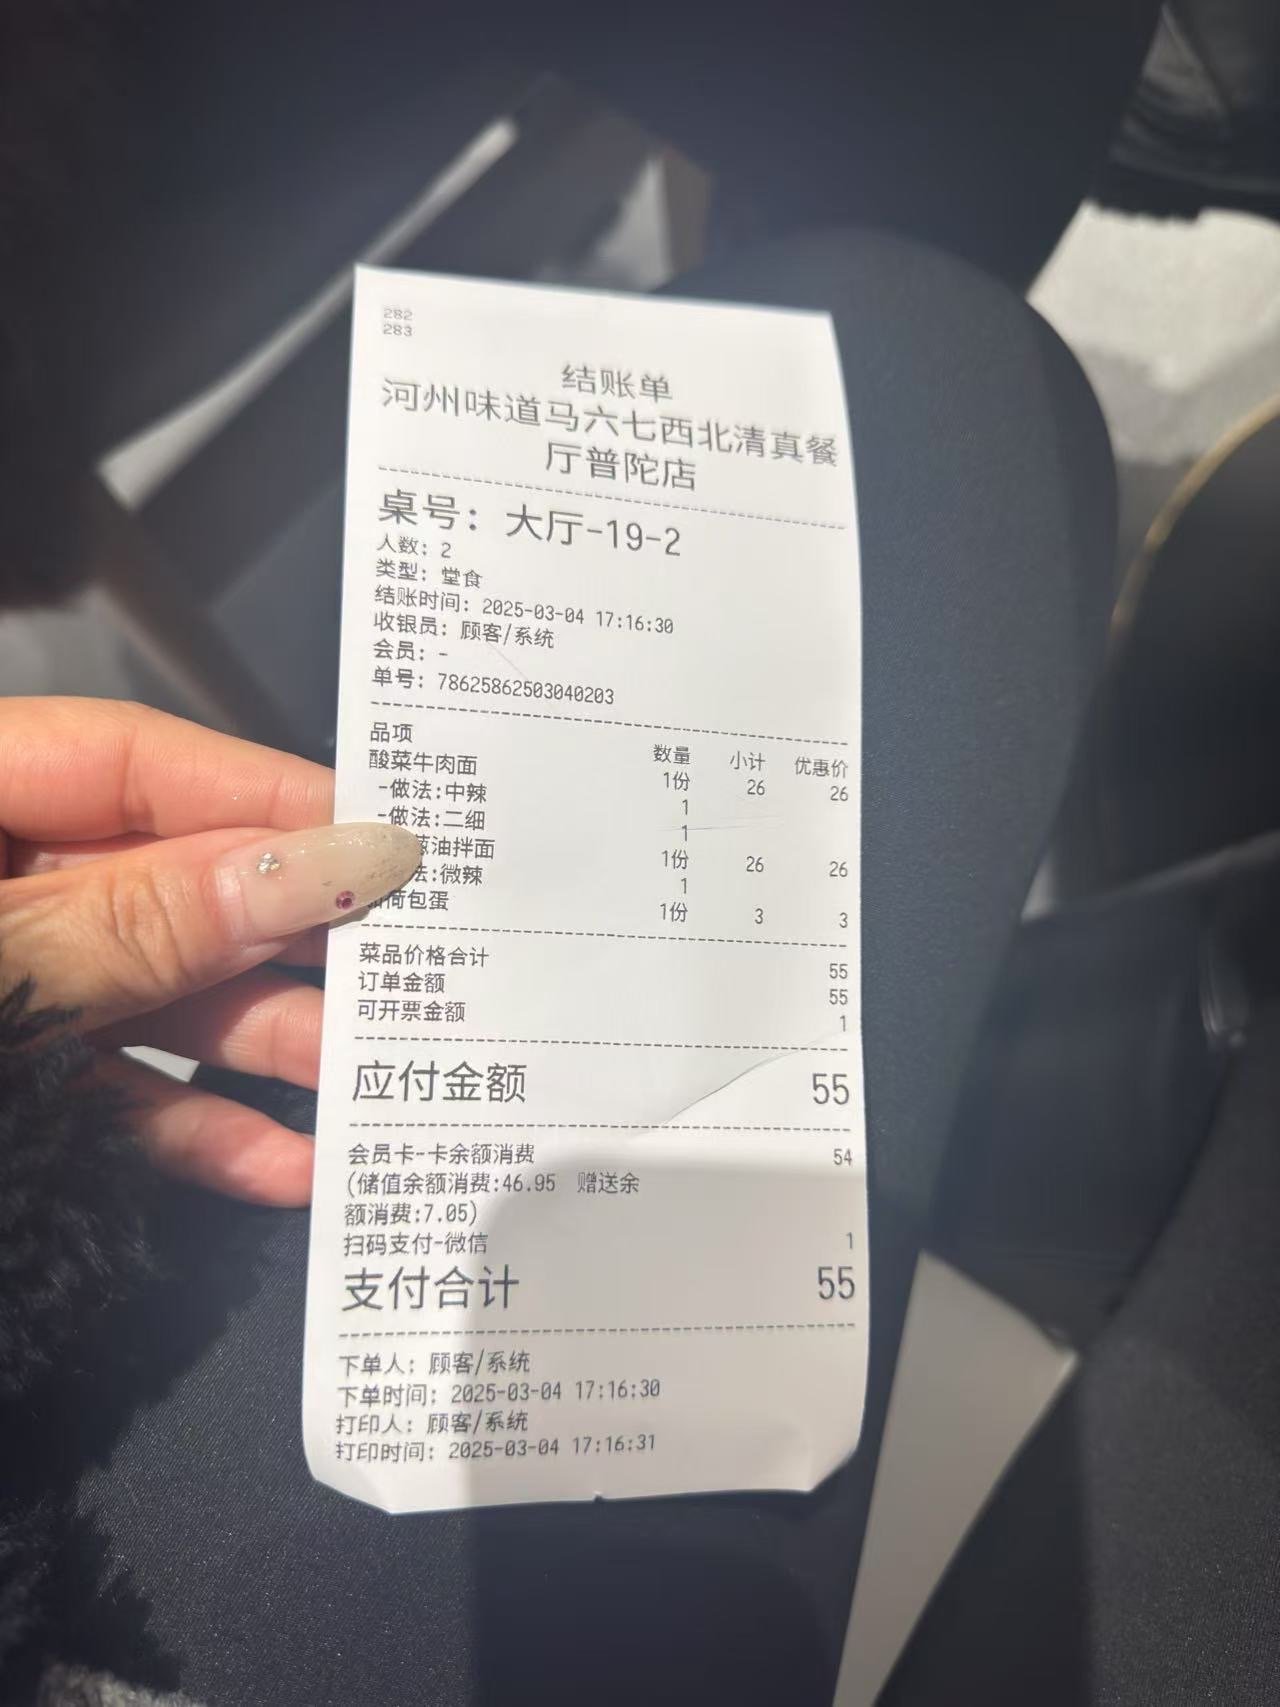 282
283
结账单
河州味道马六七西北清真餐
厅普陀店
桌号：大厅-19-2
人数：2
类型：堂食
结账时间：2025-03-04 17:16:30
收银员：顾客/系统
会员：-
单号：78625862503040203
品项 数量 小计 优惠价
酸菜牛肉面 1份 26 26
-做法:中辣 1
-做法:二细 1
葱油拌面 1份 26 26
法:微辣 1
荷包蛋 1份 3 3
菜品价格合计 55
订单金额 55
可开票金额 1
应付金额 55
会员卡-卡余额消费 54
(储值余额消费:46.95 赠送余
额消费:7.05)
扫码支付-微信 1
支付合计 55
下单人：顾客/系统
下单时间：2025-03-04 17:16:30
打印人：顾客/系统
打印时间：2025-03-04 17:16:31